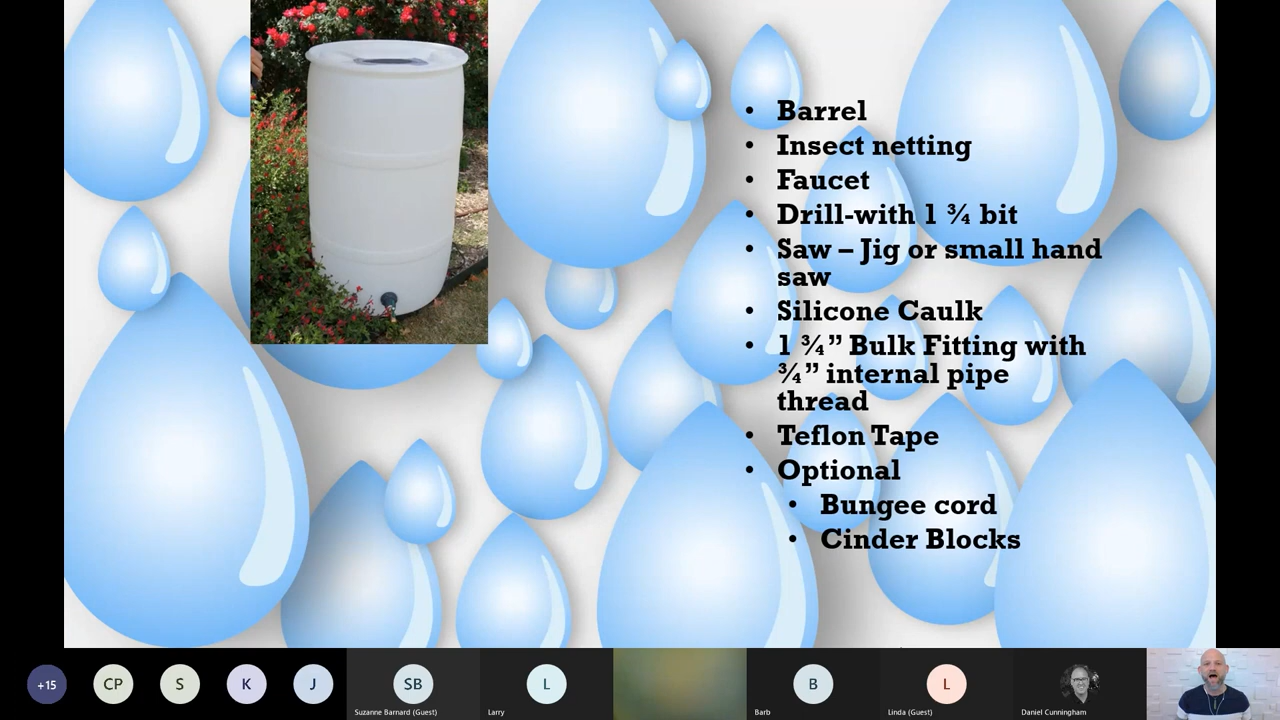 • Barrel
• Insect netting
• Faucet
• Drill-with 1 ¾ bit
• Saw – Jig or small hand
saw
• Silicone Caulk
• 1 ¾” Bulk Fitting with
¾” internal pipe
thread
• Teflon Tape
• Optional
• Bungee cord
• Cinder Blocks
+15
CP
S
K
J
SB
L
B
L
Suzanne Barnard (Guest)
Larry
Barb
Linda (Guest)
Daniel Cunningham